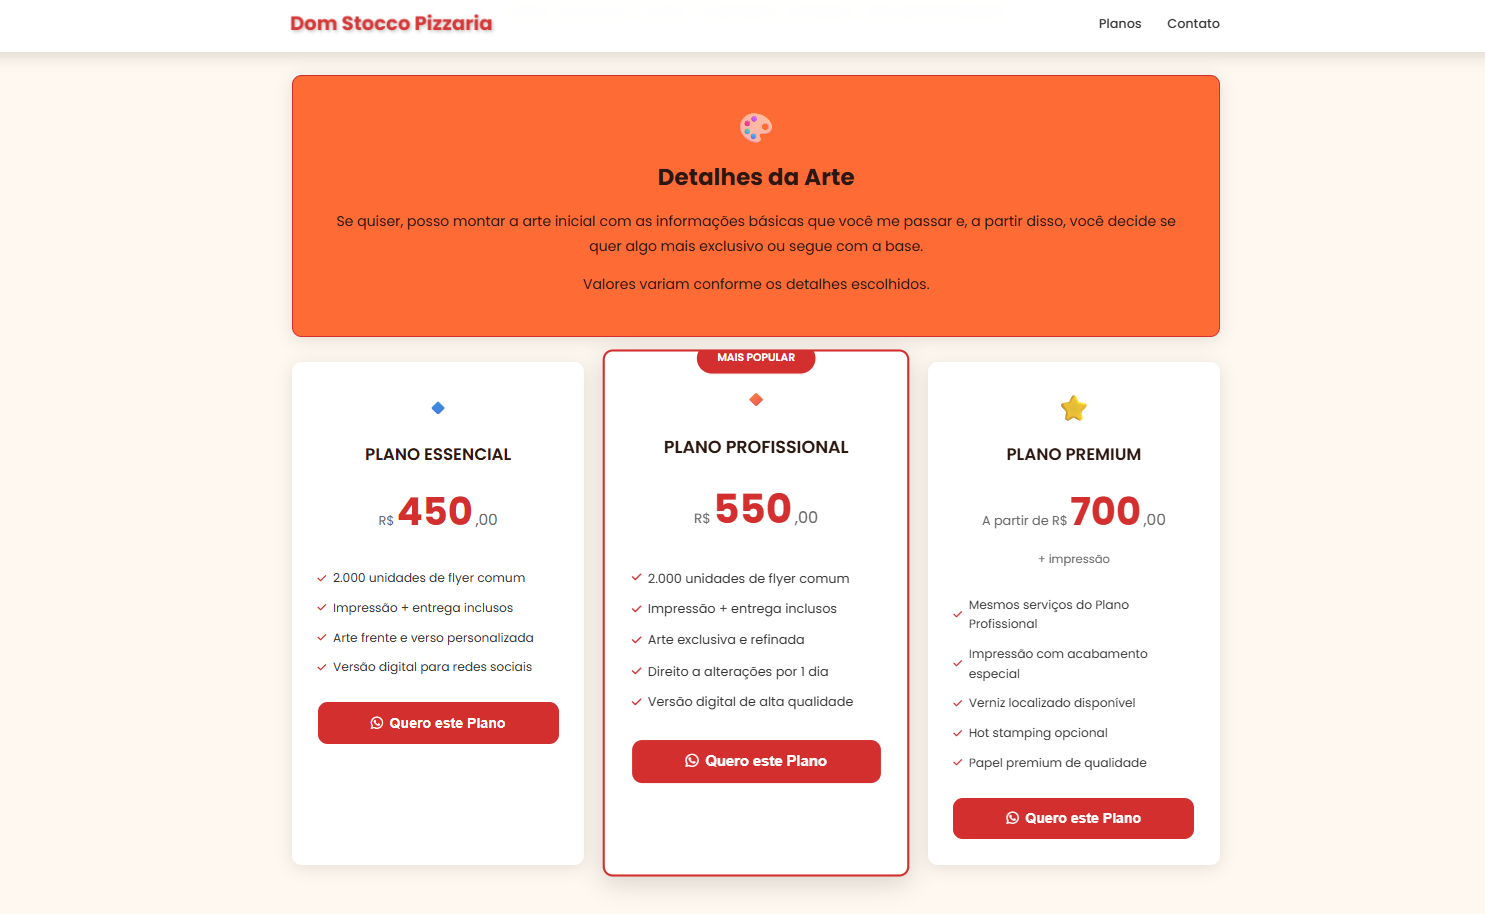 Dom Stocco Pizzaria
Planos
Contato
Detalhes da Arte
Se quiser, posso montar a arte inicial com as informações básicas que você me passar e, a partir disso, você decide se
quer algo mais exclusivo ou segue com a base.
Valores variam conforme os detalhes escolhidos.
PLANO ESSENCIAL
R$ 450,00
2.000 unidades de flyer comum
Impressão + entrega inclusos
Arte frente e verso personalizada
Versão digital para redes sociais
Quero este Plano
MAIS POPULAR
PLANO PROFISSIONAL
R$ 550,00
2.000 unidades de flyer comum
Impressão + entrega inclusos
Arte exclusiva e refinada
Direito a alterações por 1 dia
Versão digital de alta qualidade
Quero este Plano
PLANO PREMIUM
A partir de R$ 700,00
+ impressão
Mesmos serviços do Plano
Profissional
Impressão com acabamento
especial
Verniz localizado disponível
Hot stamping opcional
Papel premium de qualidade
Quero este Plano